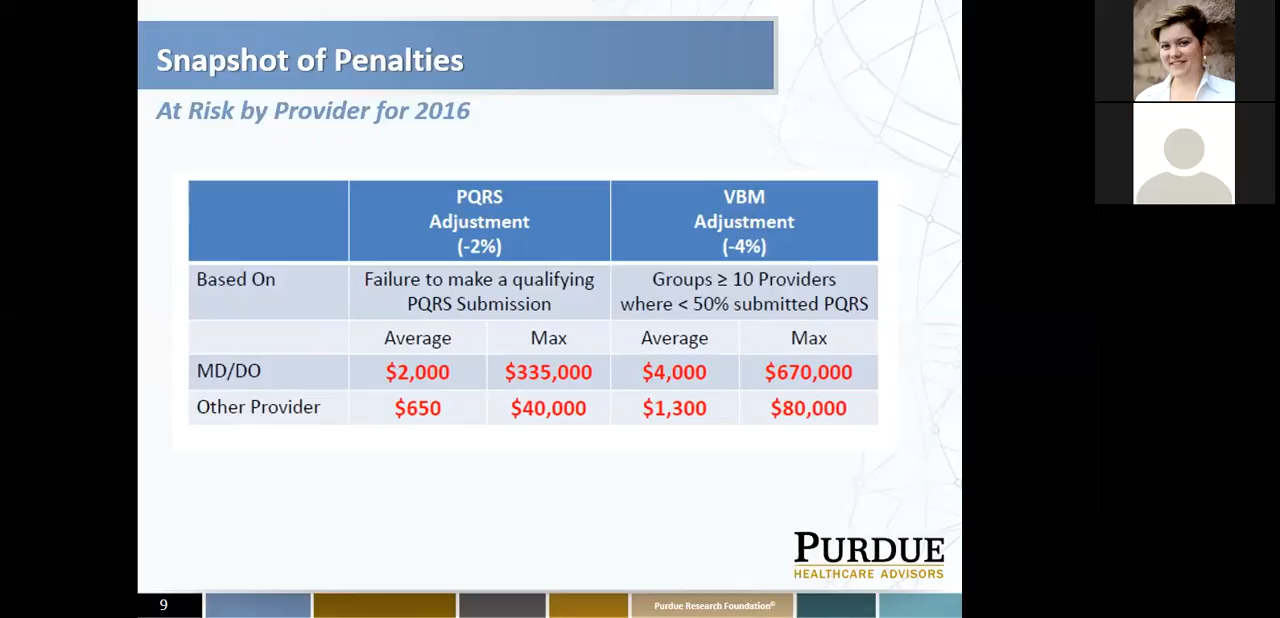 Snapshot of Penalties
At Risk by Provider for 2016
PQRS
Adjustment
(-2%)
VBM
Adjustment
(-4%)
Based On
Failure to make a qualifying
PQRS Submission
Groups ≥ 10 Providers
where < 50% submitted PQRS
Average Max Average Max
MD/DO $2,000 $335,000 $4,000 $670,000
Other Provider $650 $40,000 $1,300 $80,000
PURDUE
HEALTHCARE ADVISORS
9
Purdue Research Foundation©